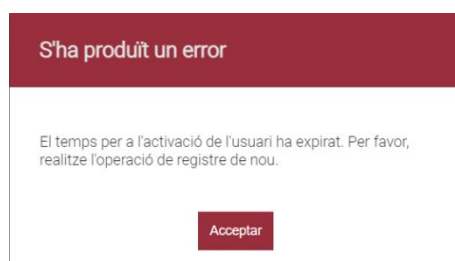 S'ha produït un error
El temps per a l'activació de l'usuari ha expirat. Per favor,
realitze l'operació de registre de nou.
Acceptar